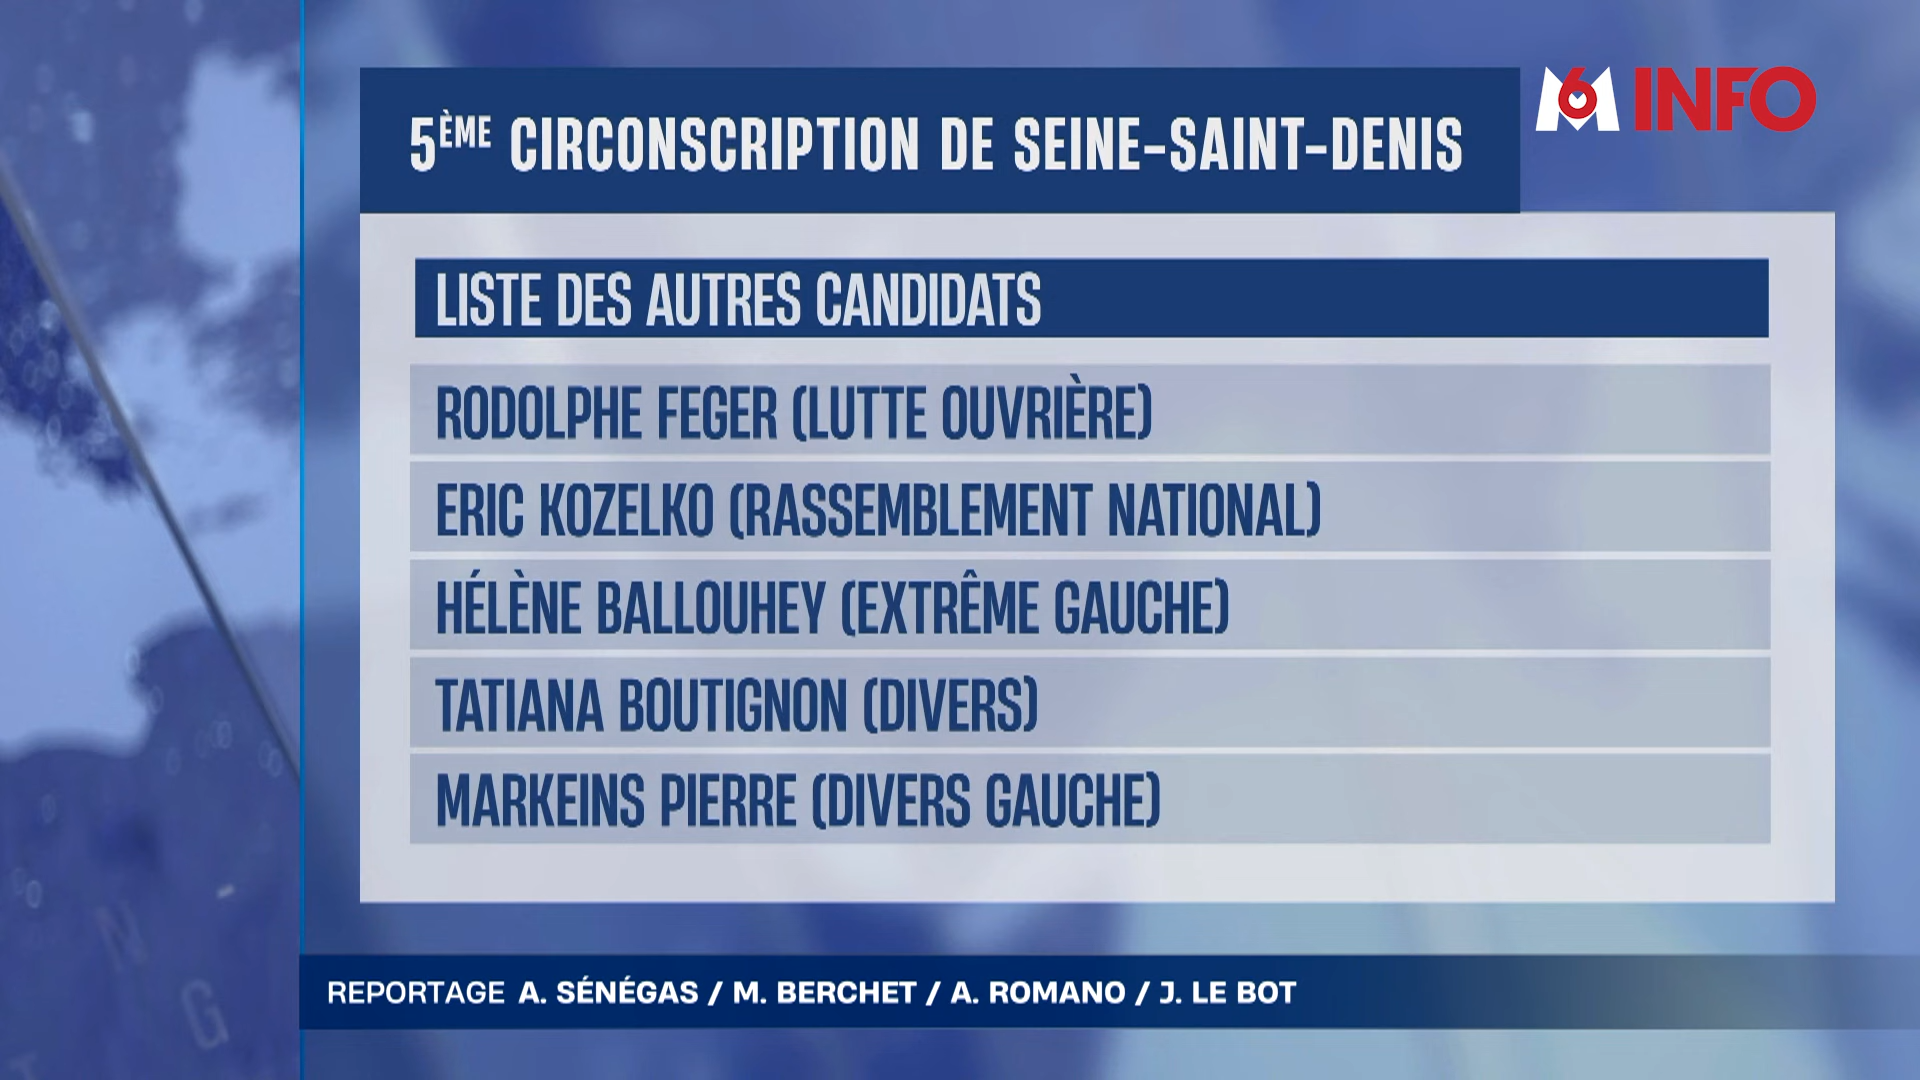 5ÈME CIRCONSCRIPTION DE SEINE-SAINT-DENIS
M6 INFO
LISTE DES AUTRES CANDIDATS
RODOLPHE FEGER (LUTTE OUVRIÈRE)
ERIC KOZELKO (RASSEMBLEMENT NATIONAL)
HÉLÈNE BALLOUHEY (EXTRÊME GAUCHE)
TATIANA BOUTIGNON (DIVERS)
MARKEINS PIERRE (DIVERS GAUCHE)
REPORTAGE A. SÉNÉGAS / M. BERCHET / A. ROMANO / J. LE BOT